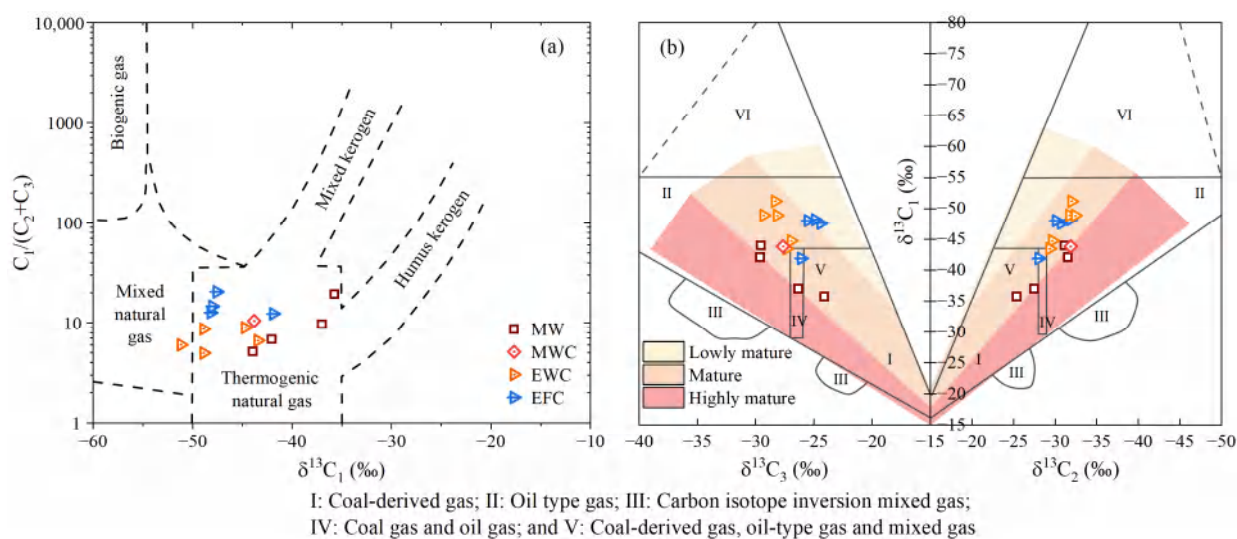 (a)
10,000
1000
100
10
1
C₁/(C₂+C₃)
Biogenic gas
Mixed kerogen
Humus kerogen
Mixed
natural
gas
Thermogenic
natural gas
MW
MWC
EWC
EFC
−60
−50
−40
−30
−20
−10
δ¹³C₁ (‰)
(b)
VI
VI
II
II
V
V
IV
IV
I
I
III
III
III
III
−80
−75
−70
−65
−60
−55
−50
−45
−40
−35
−30
−25
−20
−15
δ¹³C₁ (‰)
Lowly mature
Mature
Highly mature
−40
−35
−30
−25
−20
−15
−20
−25
−30
−35
−40
−45
−50
δ¹³C₃ (‰)
δ¹³C₂ (‰)
I: Coal-derived gas; II: Oil type gas; III: Carbon isotope inversion mixed gas;
IV: Coal gas and oil gas; and V: Coal-derived gas, oil-type gas and mixed gas